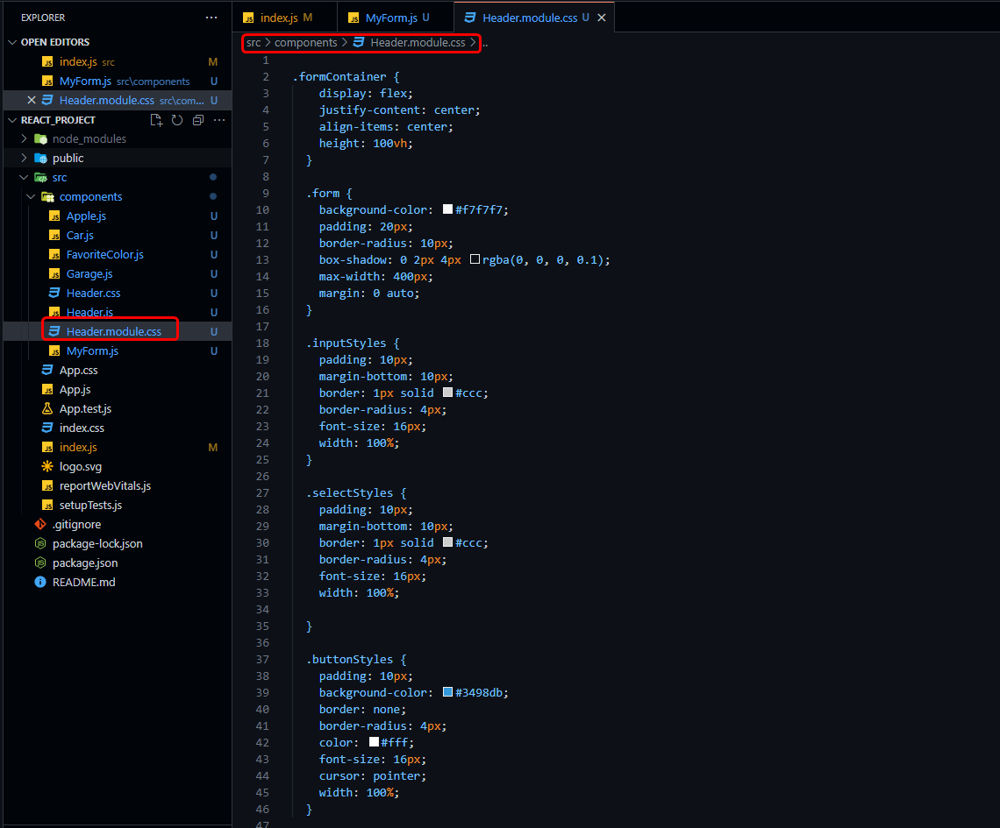 EXPLORER ···
OPEN EDITORS
index.js src M
MyForm.js src\components U
Header.module.css src\com... U
REACT_PROJECT
node_modules
public
src
components
Apple.js U
Car.js U
FavoriteColor.js U
Garage.js U
Header.css U
Header.js U
Header.module.css U
MyForm.js U
App.css
App.js
App.test.js
index.css
index.js M
logo.svg
reportWebVitals.js
setupTests.js
.gitignore
package-lock.json
package.json
README.md
index.js M MyForm.js U Header.module.css U
src > components > Header.module.css > ..
1
2 .formContainer {
3 display: flex;
4 justify-content: center;
5 align-items: center;
6 height: 100vh;
7 }
8
9 .form {
10 background-color: #f7f7f7;
11 padding: 20px;
12 border-radius: 10px;
13 box-shadow: 0 2px 4px rgba(0, 0, 0, 0.1);
14 max-width: 400px;
15 margin: 0 auto;
16 }
17
18 .inputStyles {
19 padding: 10px;
20 margin-bottom: 10px;
21 border: 1px solid #ccc;
22 border-radius: 4px;
23 font-size: 16px;
24 width: 100%;
25 }
26
27 .selectStyles {
28 padding: 10px;
29 margin-bottom: 10px;
30 border: 1px solid #ccc;
31 border-radius: 4px;
32 font-size: 16px;
33 width: 100%;
34
35 }
36
37 .buttonStyles {
38 padding: 10px;
39 background-color: #3498db;
40 border: none;
41 border-radius: 4px;
42 color: #fff;
43 font-size: 16px;
44 cursor: pointer;
45 width: 100%;
46 }
47